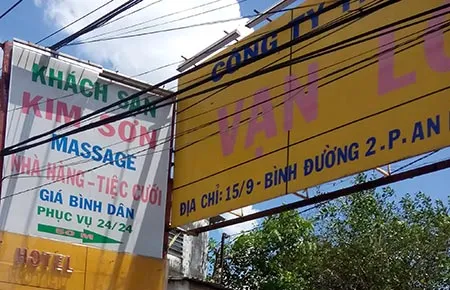 KHÁCH SẠN
KIM SƠN
MASSAGE
NHÀ HÀNG - TIỆC CƯỚI
GIÁ BÌNH DÂN
PHỤC VỤ 24/24
50 M
HOTEL
CÔNG TY
VẠN
ĐỊA CHỈ: 15/9 - BÌNH ĐƯỜNG 2.P. AN